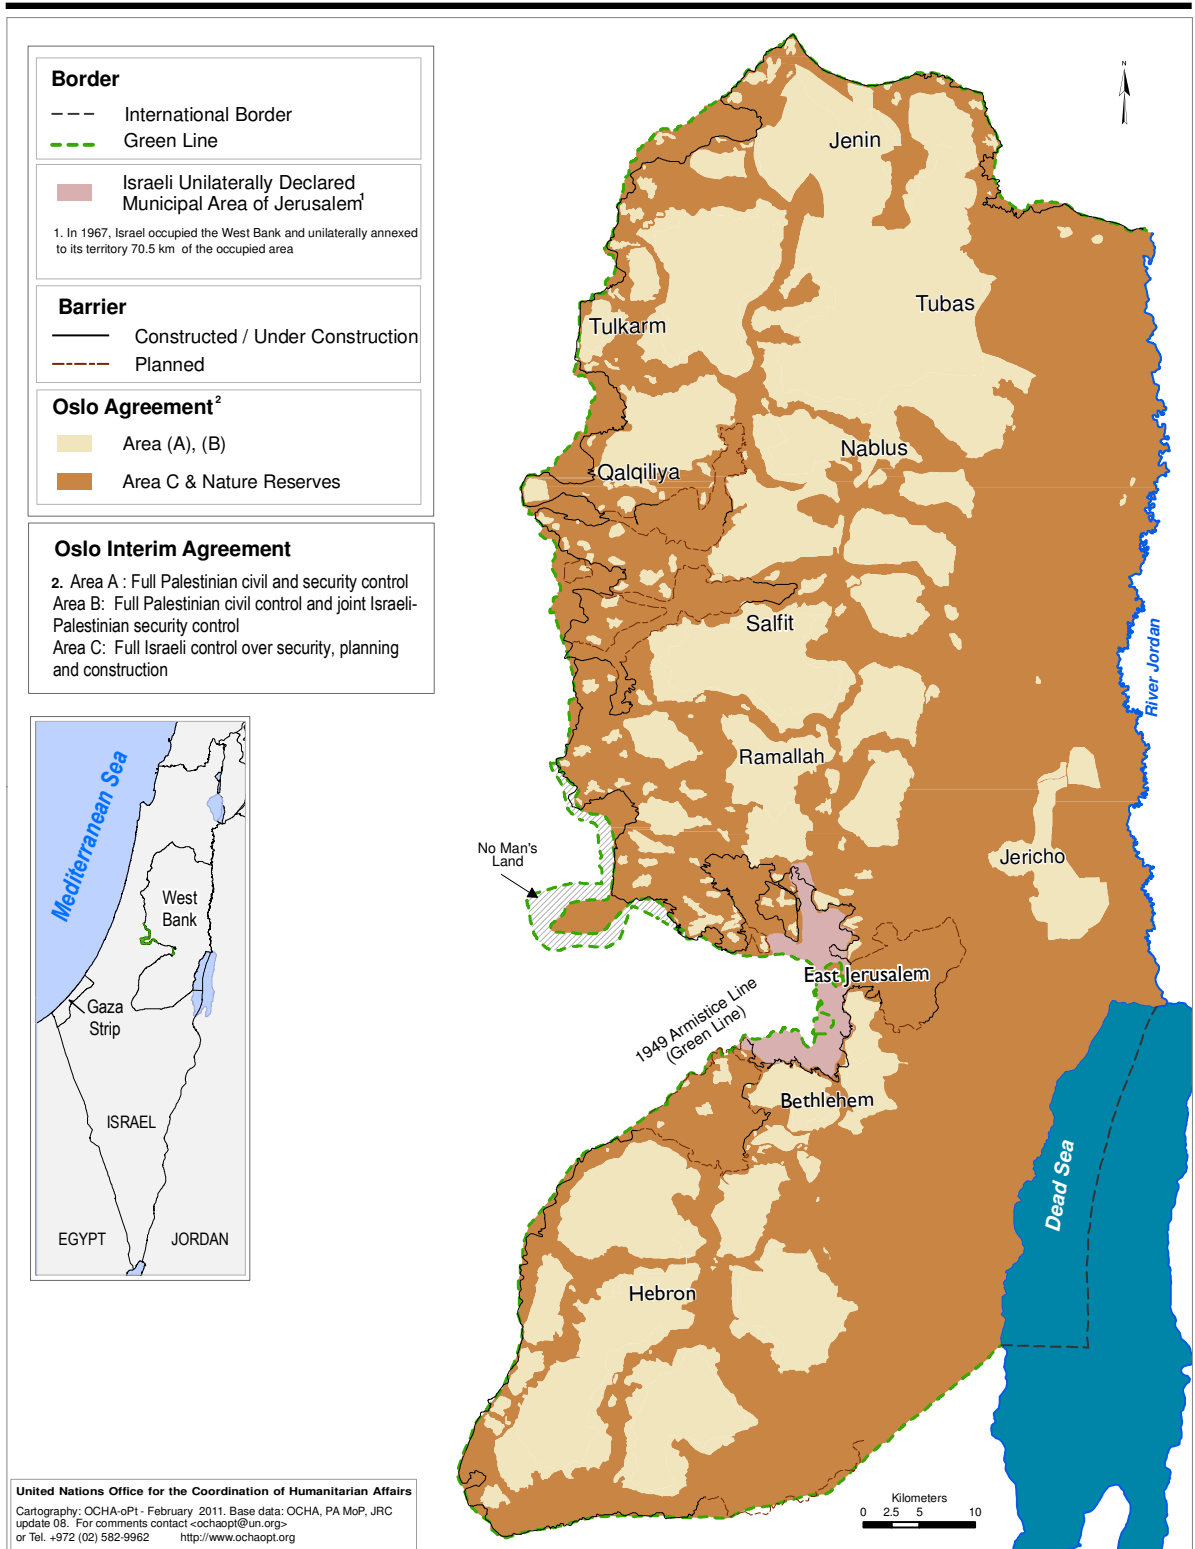 Border
International Border
Green Line
Israeli Unilaterally Declared
Municipal Area of Jerusalem1
1. In 1967, Israel occupied the West Bank and unilaterally annexed
to its territory 70.5 km of the occupied area
Barrier
Constructed / Under Construction
Planned
Oslo Agreement2
Area (A), (B)
Area C & Nature Reserves
Oslo Interim Agreement
2. Area A : Full Palestinian civil and security control
Area B: Full Palestinian civil control and joint Israeli-
Palestinian security control
Area C: Full Israeli control over security, planning
and construction
Mediterranean Sea
West
Bank
Gaza
Strip
ISRAEL
EGYPT
JORDAN
N
Jenin
Tubas
Tulkarm
Nablus
Qalqiliya
Salfit
River Jordan
Ramallah
No Man's
Land
Jericho
East Jerusalem
1949 Armistice Line
(Green Line)
Bethlehem
Dead Sea
Hebron
Kilometers
0 2.5 5 10
United Nations Office for the Coordination of Humanitarian Affairs
Cartography: OCHA-oPt - February 2011. Base data: OCHA, PA MoP, JRC
update 08. For comments contact <ochaopt@un.org>
or Tel. +972 (02) 582-9962 http://www.ochaopt.org